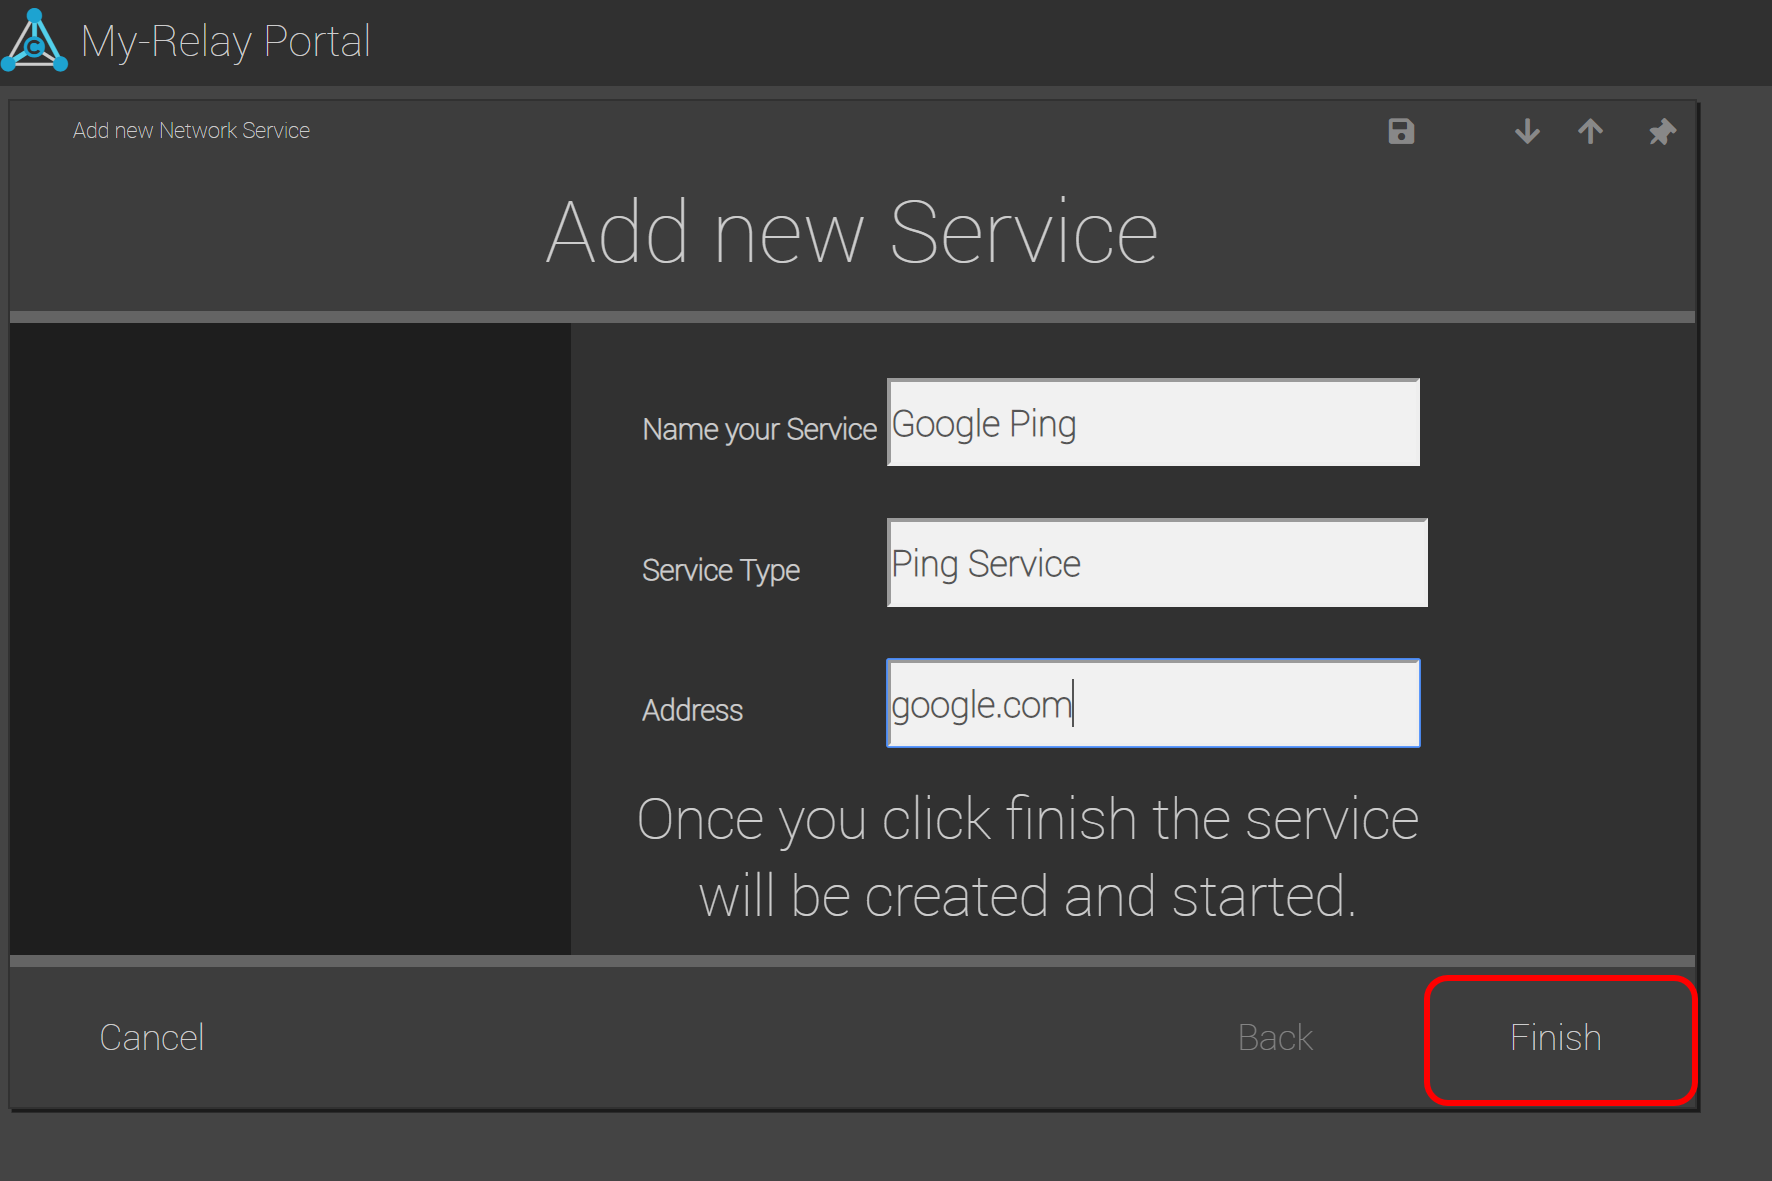 My-Relay Portal
Add new Network Service
Add new Service
Name your Service
Google Ping
Service Type
Ping Service
Address
google.com
Once you click finish the service
will be created and started.
Cancel
Back
Finish